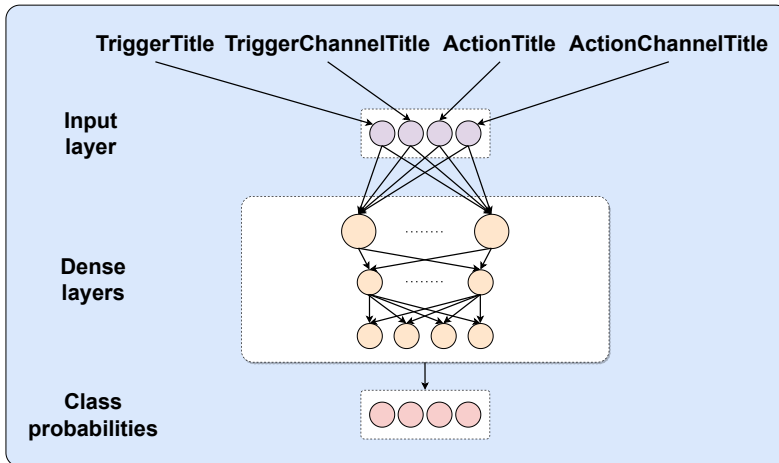 TriggerTitle TriggerChannelTitle ActionTitle ActionChannelTitle
Input
layer
........
Dense
layers
........
Class
probabilities